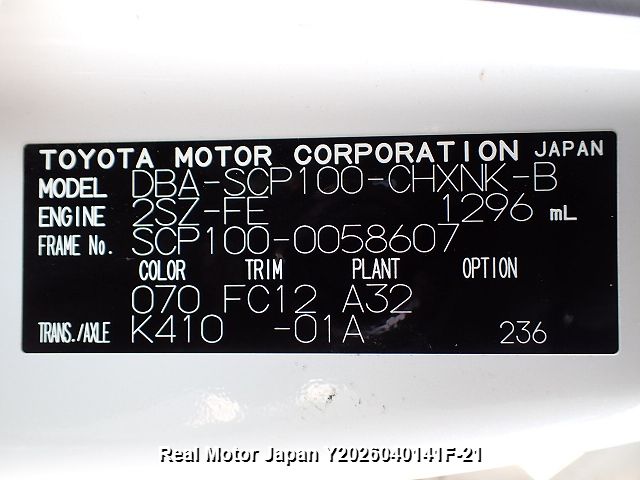 TOYOTA MOTOR CORPORATION JAPAN
MODEL DBA-SCP100-CHXNK-B
ENGINE 2SZ-FE 1296 mL
FRAME No. SCP100-0058607
COLOR TRIM PLANT OPTION
070 FC12 A32
TRANS./AXLE K410 -01A 236
Real Motor Japan Y2026040141F-21